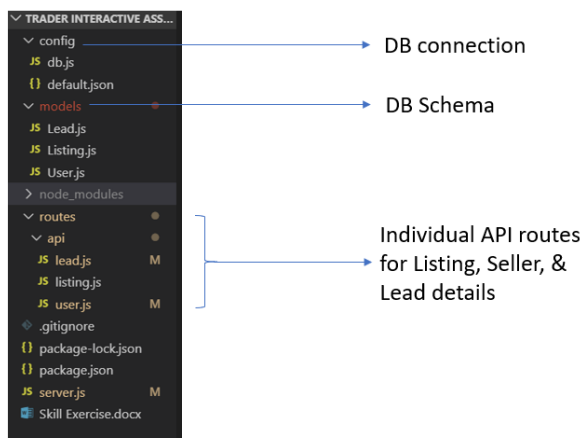 TRADER INTERACTIVE ASS...
config
JS db.js
{} default.json
models
JS Lead.js
JS Listing.js
JS User.js
node_modules
routes
api
JS lead.js M
JS listing.js
JS user.js M
.gitignore
{} package-lock.json
{} package.json
JS server.js M
Skill Exercise.docx
DB connection
DB Schema
Individual API routes
for Listing, Seller, &
Lead details